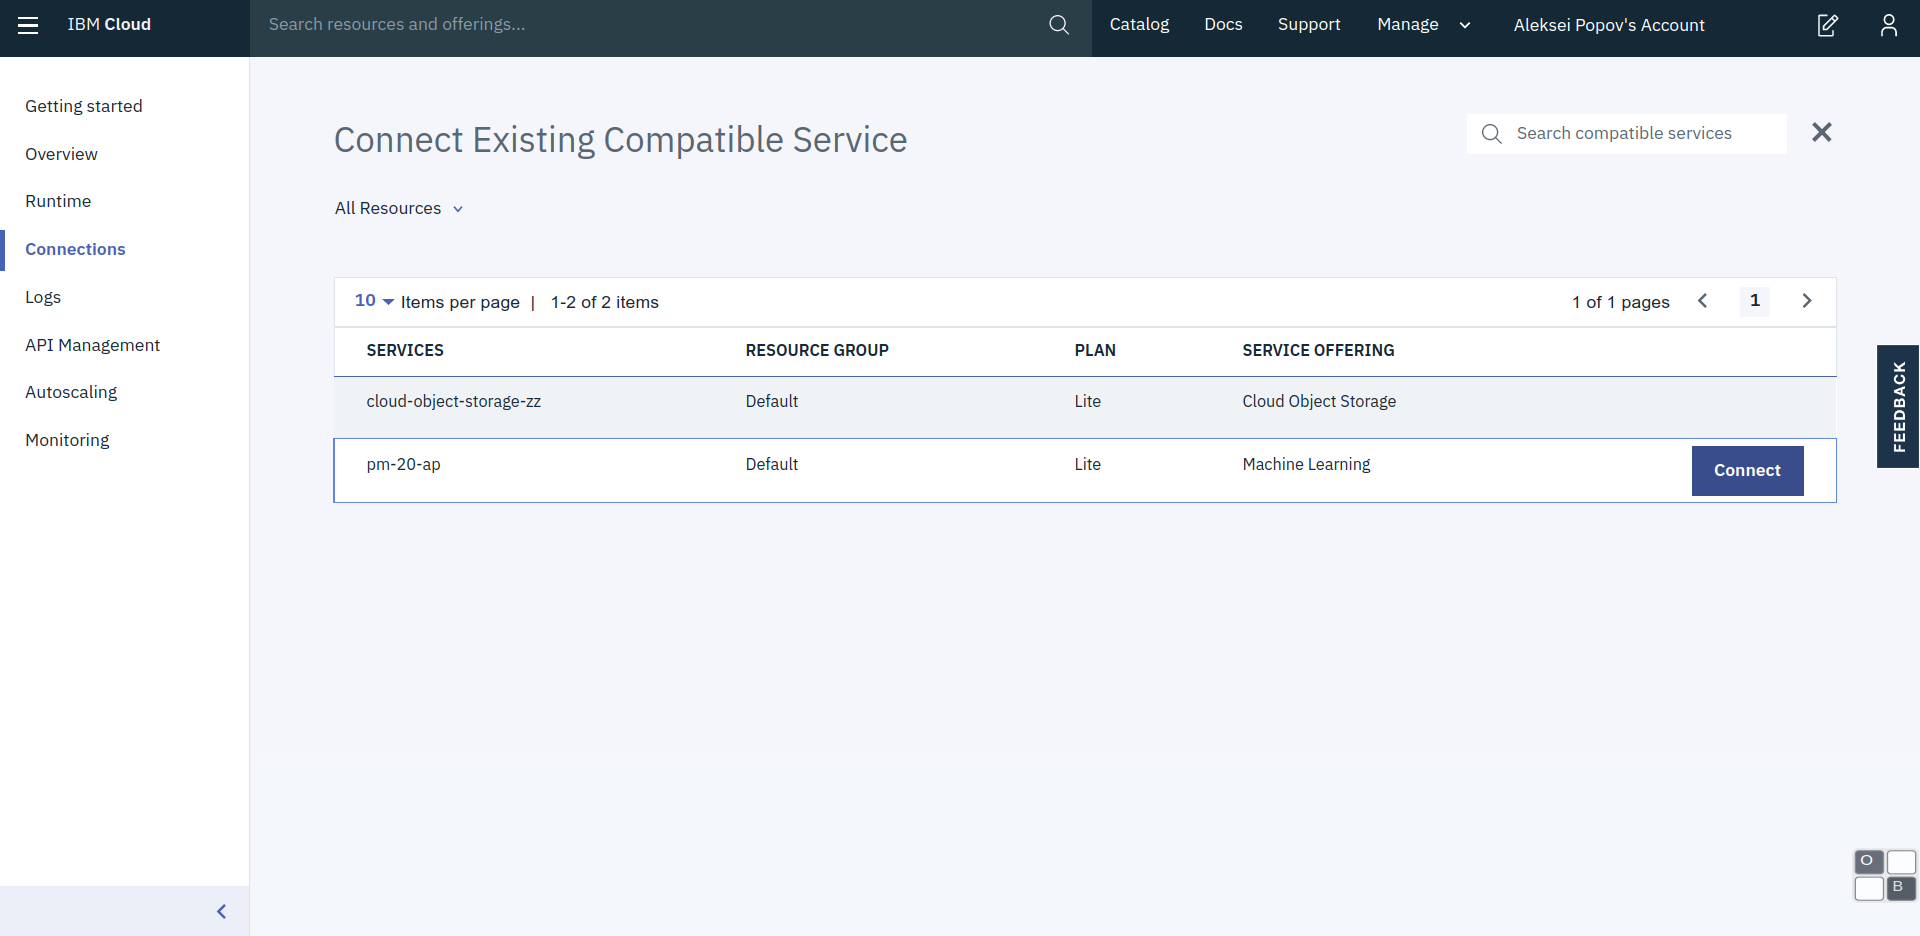 IBM Cloud
Search resources and offerings...
Catalog
Docs
Support
Manage
Aleksei Popov's Account
Getting started
Overview
Runtime
Connections
Logs
API Management
Autoscaling
Monitoring
Connect Existing Compatible Service
Search compatible services
All Resources
10 Items per page | 1-2 of 2 items
1 of 1 pages 1
SERVICES RESOURCE GROUP PLAN SERVICE OFFERING
cloud-object-storage-zz Default Lite Cloud Object Storage
pm-20-ap Default Lite Machine Learning Connect
FEEDBACK
O
B